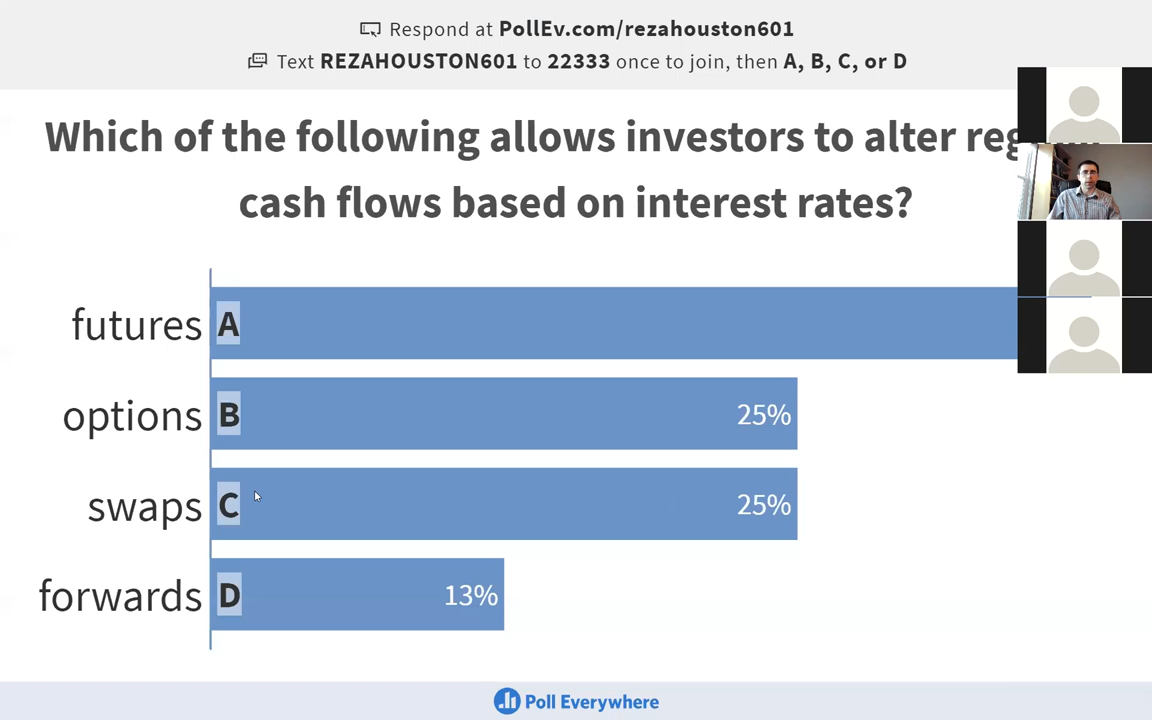 Respond at PollEv.com/rezahouston601
Text REZAHOUSTON601 to 22333 once to join, then A, B, C, or D
Which of the following allows investors to alter
cash flows based on interest rates?
futures A
options B 25%
swaps C 25%
forwards D 13%
Poll Everywhere